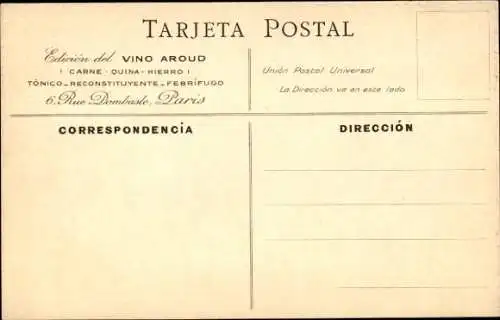 TARJETA POSTAL
Edición del VINO AROUD
! CARNE - QUINA - HIERRO !
TÓNICO - RECONSTITUYENTE - FEBRÍFUGO
6. Rue Dombasle, Paris
Unión Postal Universal
La Dirección va en este lado
CORRESPONDENCIA
DIRECCIÓN